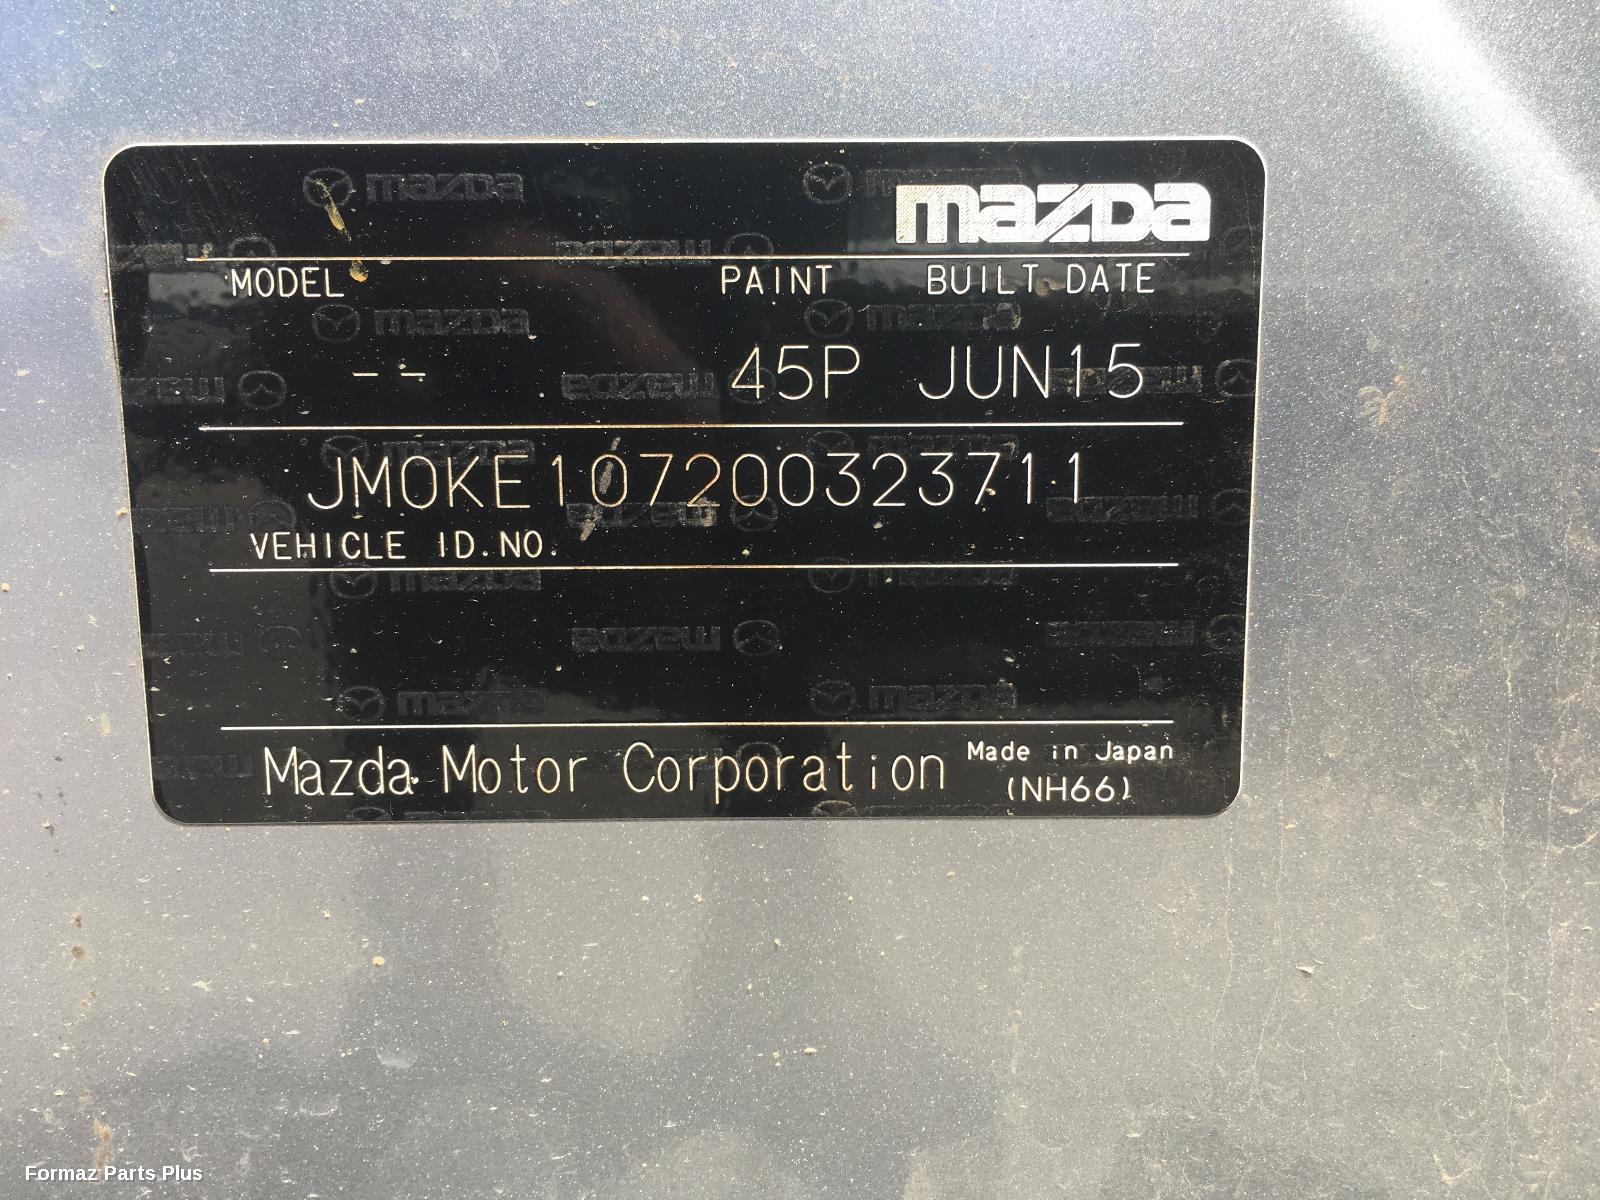 mazda
MODEL PAINT BUILT DATE
-- 45P JUN15
JM0KE107200323711
VEHICLE ID.NO.
Mazda Motor Corporation Made in Japan
(NH66)
Formaz Parts Plus